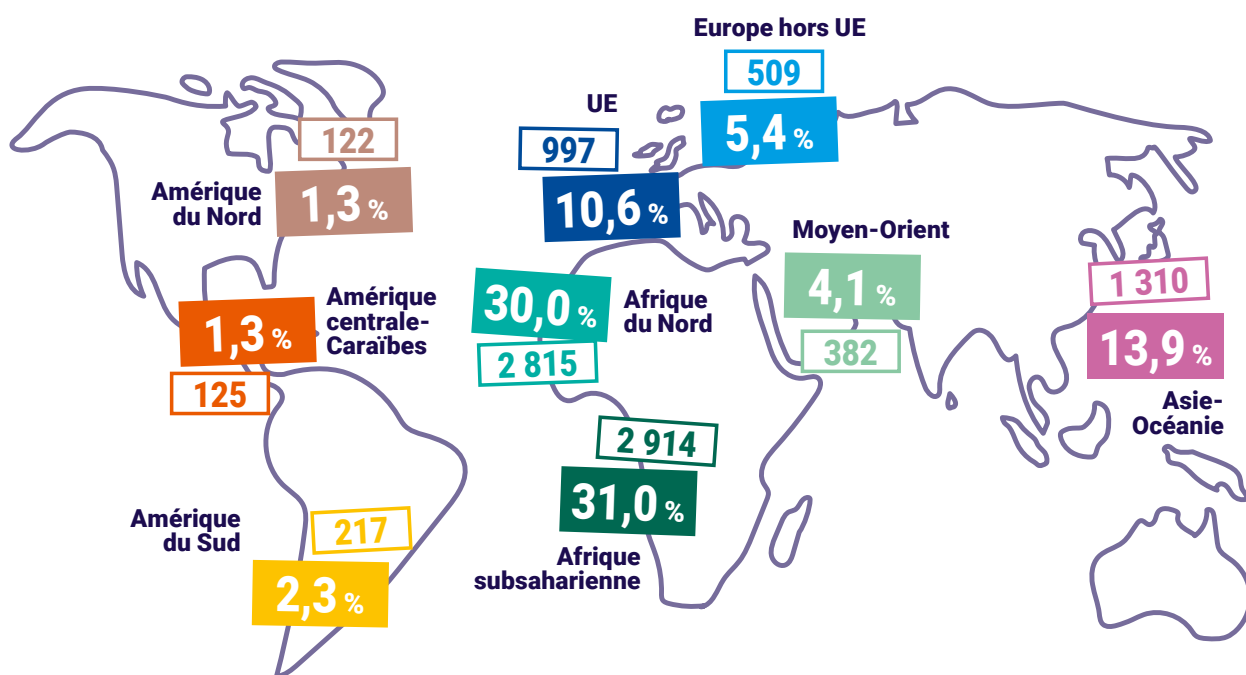 Europe hors UE
509
5,4 %
UE
997
10,6 %
122
Amérique
du Nord
1,3 %
Moyen-Orient
4,1 %
382
1 310
13,9 %
Asie-
Océanie
30,0 %
2 815
Afrique
du Nord
1,3 %
125
Amérique
centrale-
Caraïbes
2 914
31,0 %
Afrique
subsaharienne
Amérique
du Sud
217
2,3 %